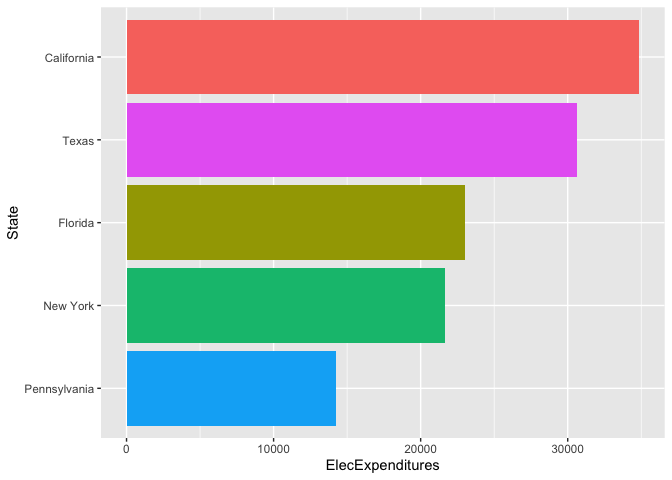 California
Texas
Florida
New York
Pennsylvania
State
0 10000 20000 30000
ElecExpenditures